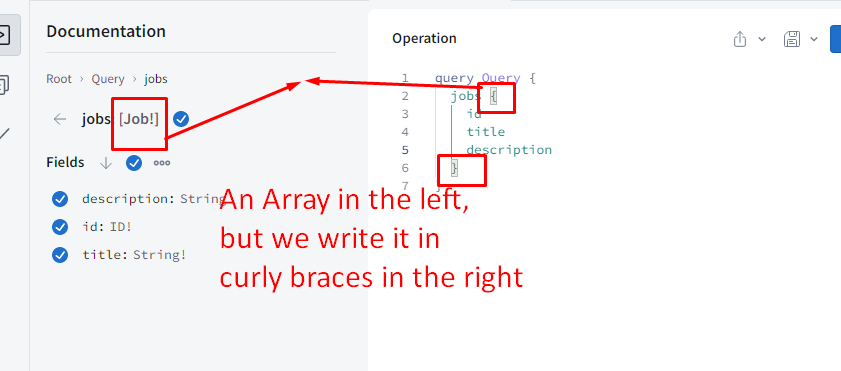 Documentation
Root › Query › jobs
← jobs: [Job!]
Fields ↓
description: String
id: ID!
title: String!
Operation
1 query Query {
2 jobs {
3 id
4 title
5 description
6 }
7 }
An Array in the left,
but we write it in
curly braces in the right